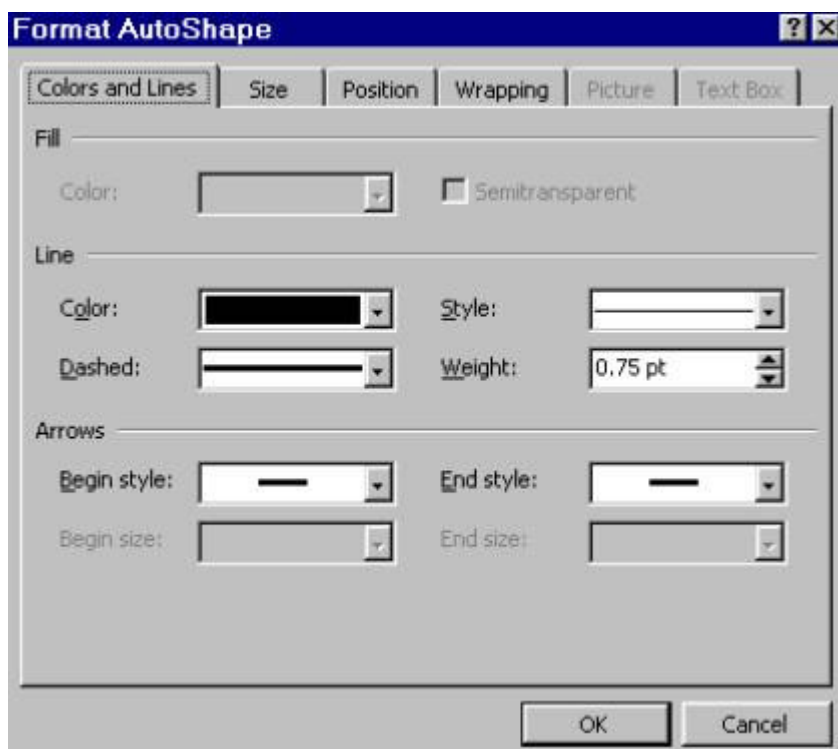 Format AutoShape
Colors and Lines Size Position Wrapping Picture Text Box
Fill
Color: Semitransparent
Line
Color: Style:
Dashed: Weight: 0.75 pt
Arrows
Begin style: End style:
Begin size: End size:
OK Cancel